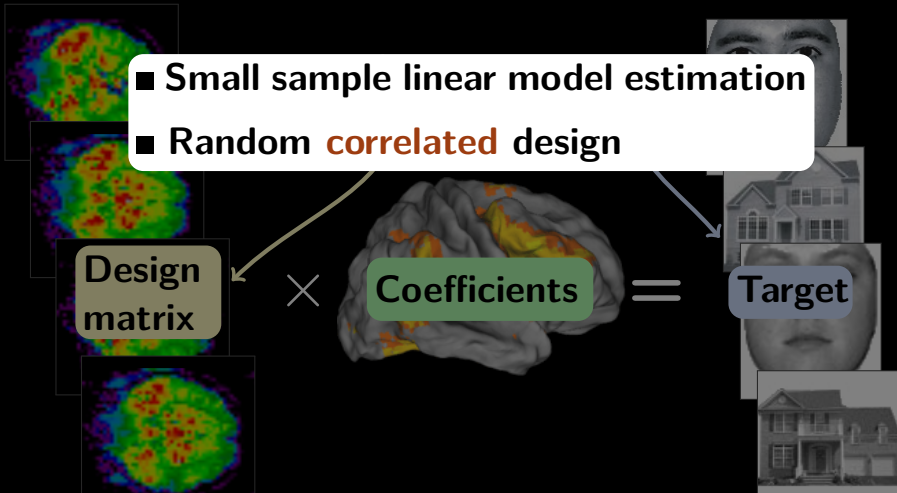 ■ Small sample linear model estimation
■ Random correlated design
Design
matrix
×
Coefficients
=
Target